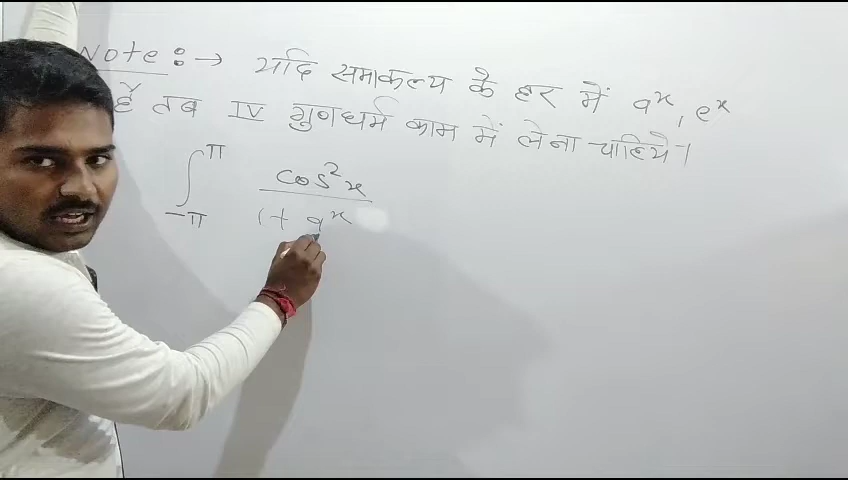 Note :→ यदि समाकल्य के हर में aˣ, eˣ
हैं तब IV गुणधर्म काम में लेना चाहिये।
∫_{-π}^{π} cos²x / (1 + aˣ)